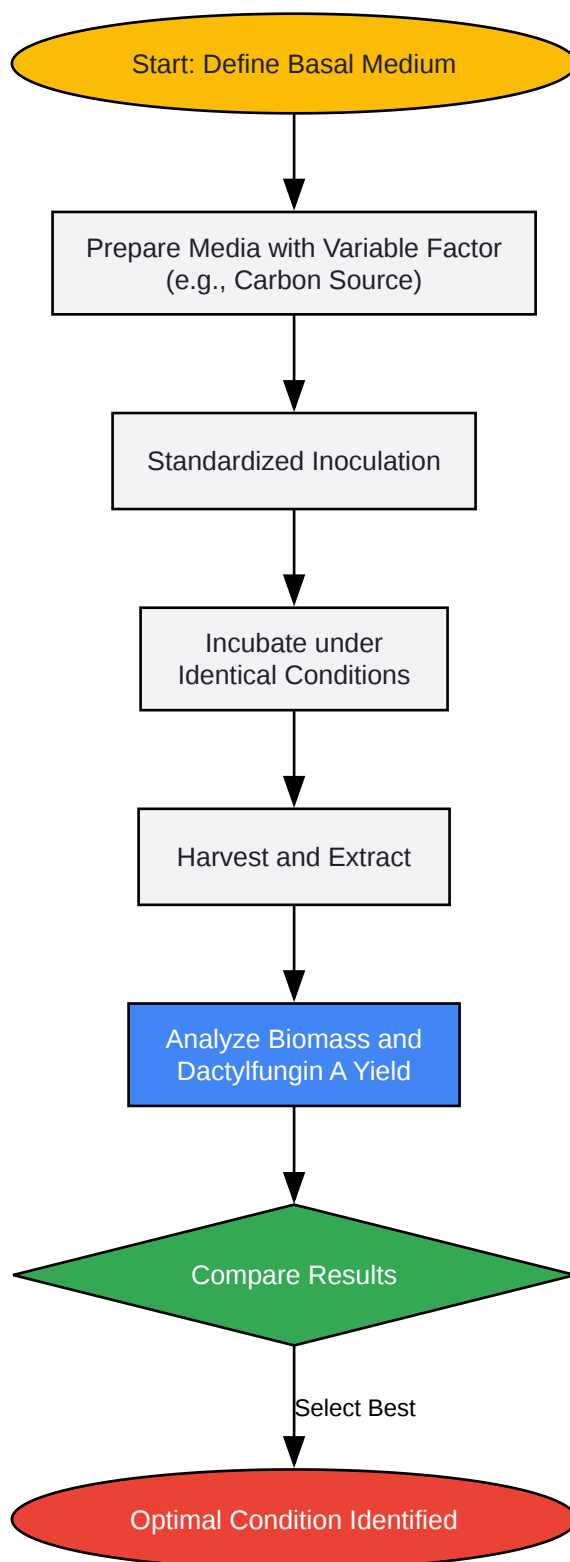 Start: Define Basal Medium
Prepare Media with Variable Factor
(e.g., Carbon Source)
Standardized Inoculation
Incubate under
Identical Conditions
Harvest and Extract
Analyze Biomass and
Dactylfungin A Yield
Compare Results
Select Best
Optimal Condition Identified